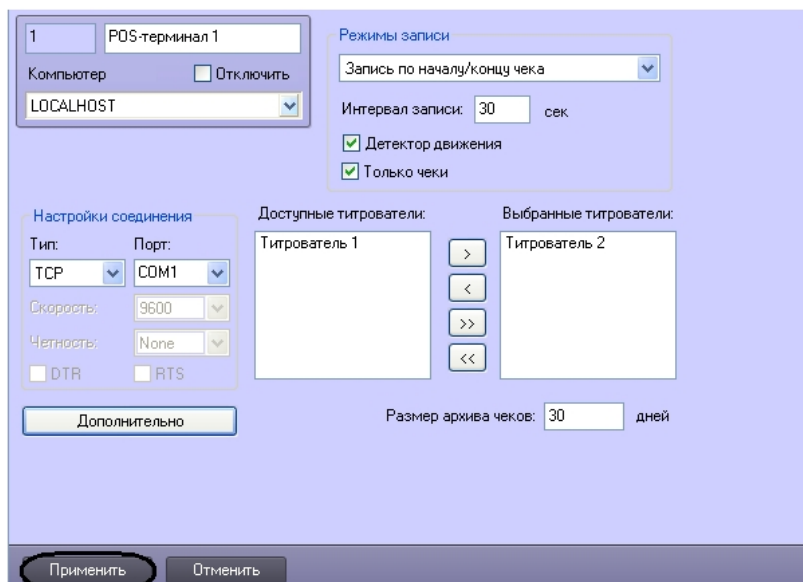 1 POS-терминал 1
Компьютер Отключить
LOCALHOST
Режимы записи
Запись по началу/концу чека
Интервал записи: 30 сек
Детектор движения
Только чеки
Настройки соединения
Тип: Порт:
TCP COM1
Скорость: 9600
Четность: None
DTR RTS
Дополнительно
Доступные титрователи:
Титрователь 1
>
<
>>
<<
Выбранные титрователи:
Титрователь 2
Размер архива чеков: 30 дней
Применить Отменить